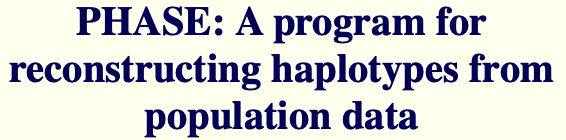 PHASE: A program for
reconstructing haplotypes from
population data